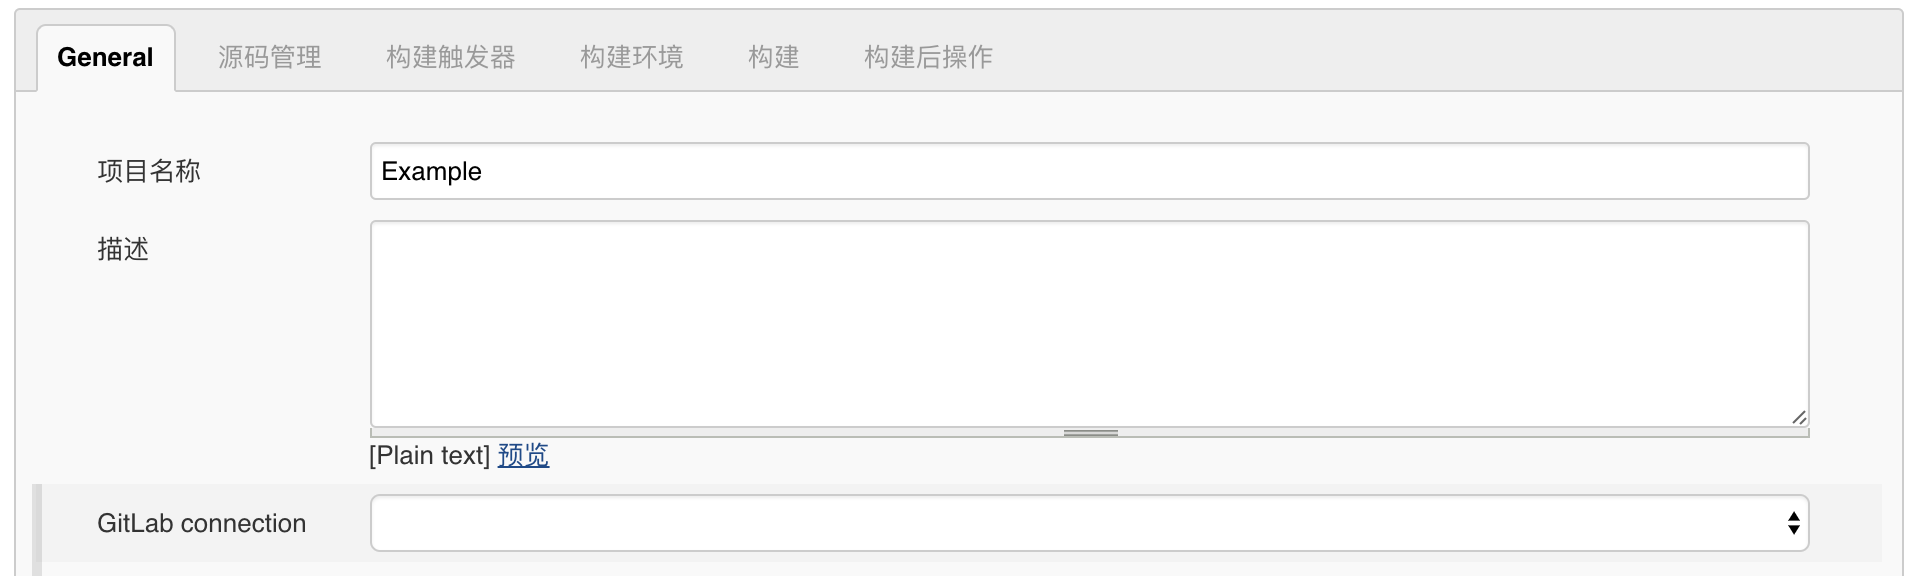 General 源码管理 构建触发器 构建环境 构建 构建后操作
项目名称 Example
描述
[Plain text] 预览
GitLab connection